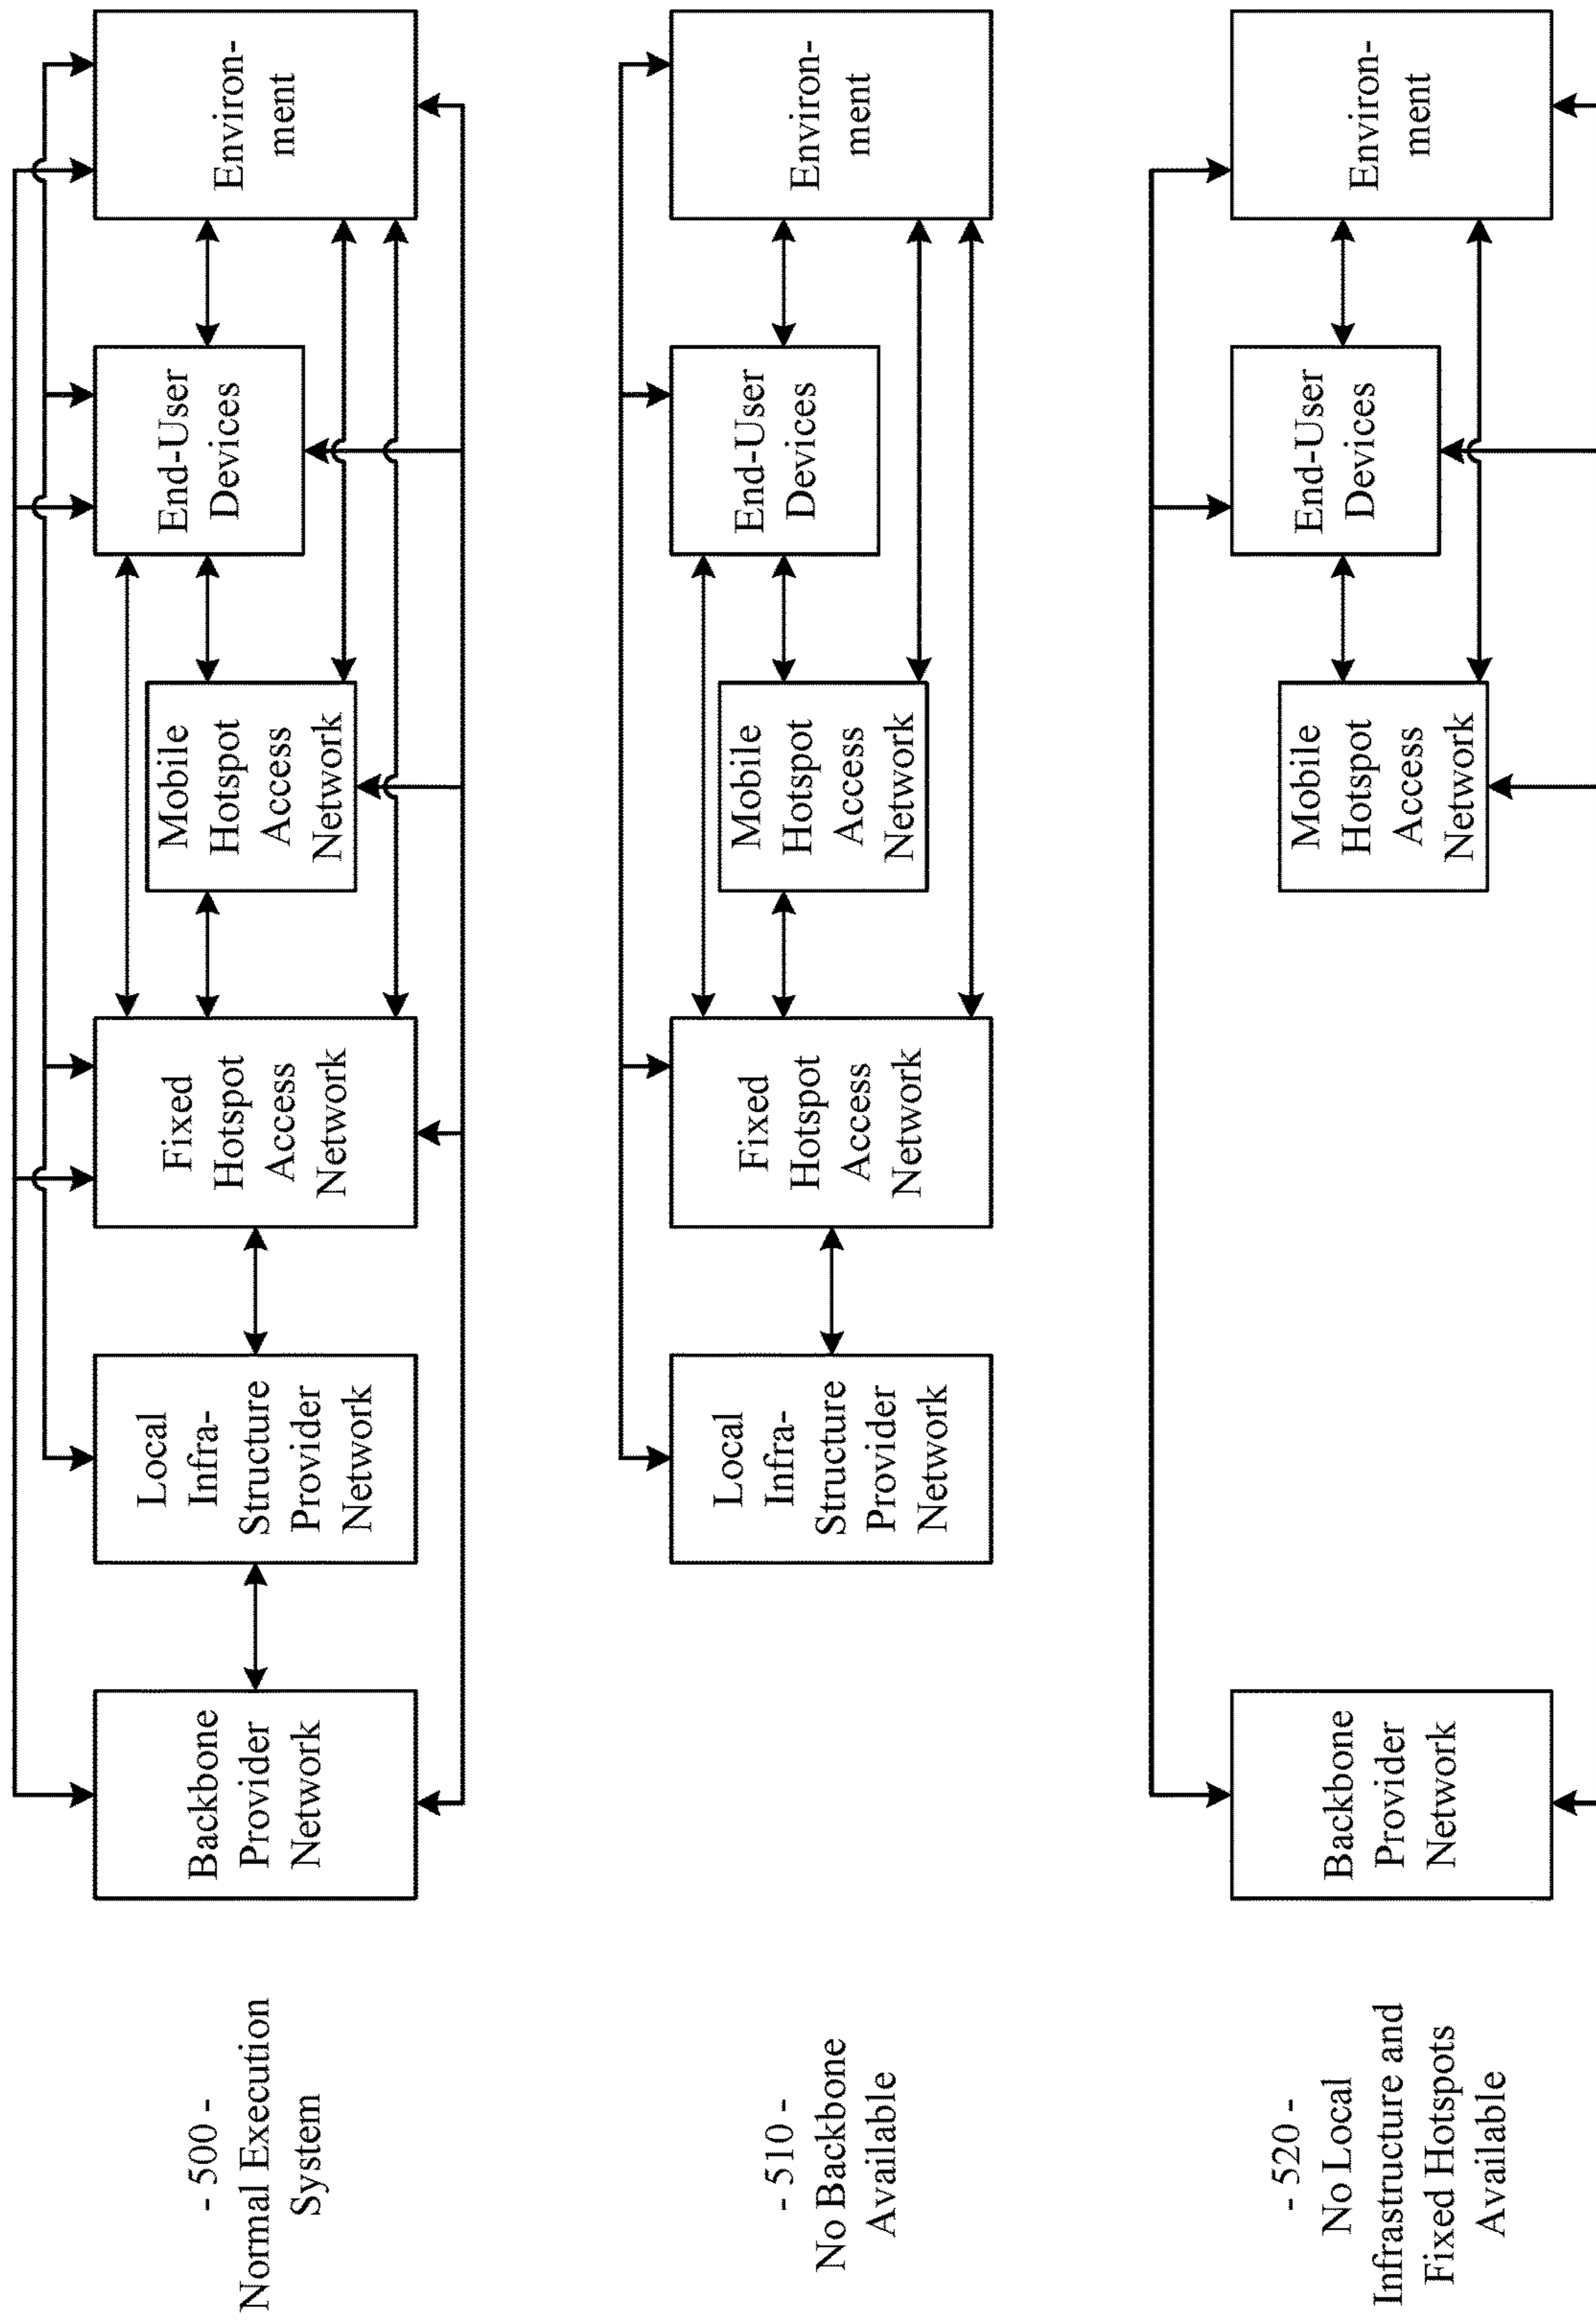 - 500 -
Normal Execution
System
Backbone
Provider
Network
Local
Infra-
Structure
Provider
Network
Fixed
Hotspot
Access
Network
Mobile
Hotspot
Access
Network
End-User
Devices
Environ-
ment
- 510 -
No Backbone
Available
Local
Infra-
Structure
Provider
Network
Fixed
Hotspot
Access
Network
Mobile
Hotspot
Access
Network
End-User
Devices
Environ-
ment
- 520 -
No Local
Infrastructure and
Fixed Hotspots
Available
Backbone
Provider
Network
Mobile
Hotspot
Access
Network
End-User
Devices
Environ-
ment